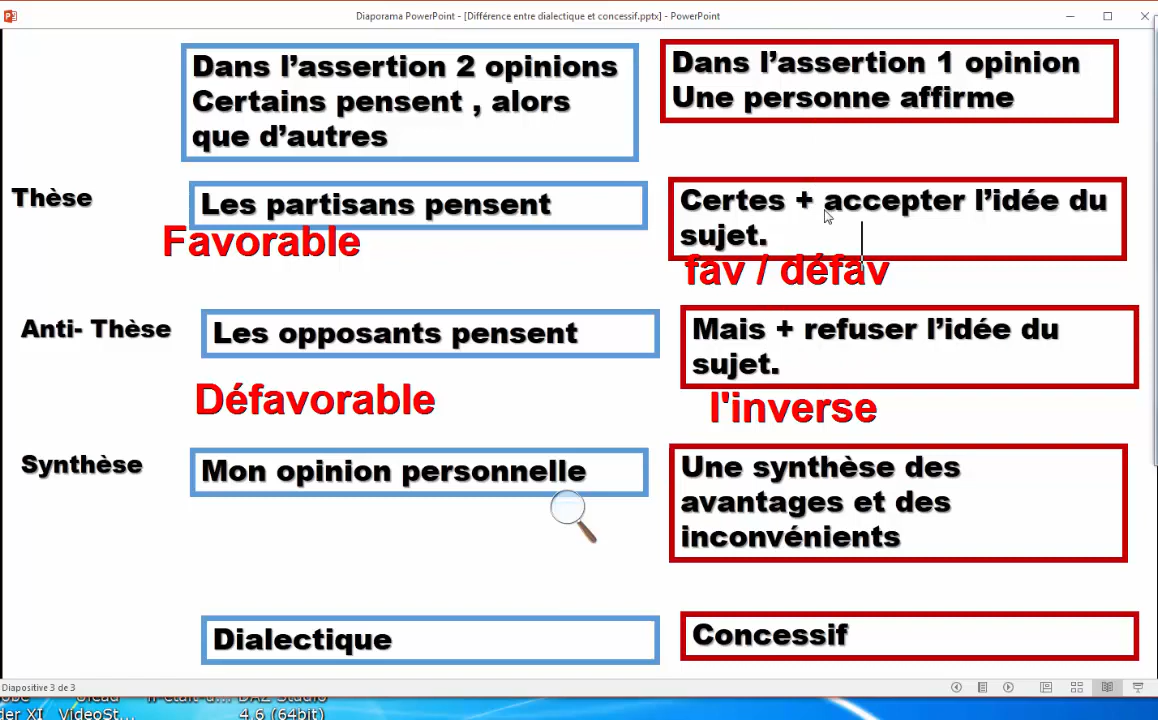 Diaporama PowerPoint - [Différence entre dialectique et concessif.pptx] - PowerPoint
Dans l'assertion 2 opinions
Certains pensent , alors
que d'autres
Dans l'assertion 1 opinion
Une personne affirme
Thèse
Les partisans pensent
Favorable
Certes + accepter l'idée du
sujet.
fav / défav
Anti- Thèse
Les opposants pensent
Défavorable
Mais + refuser l'idée du
sujet.
l'inverse
Synthèse
Mon opinion personnelle
Une synthèse des
avantages et des
inconvénients
Dialectique
Concessif
Diapositive 3 de 3
der XI VideoSt... 4.6 (64bit)